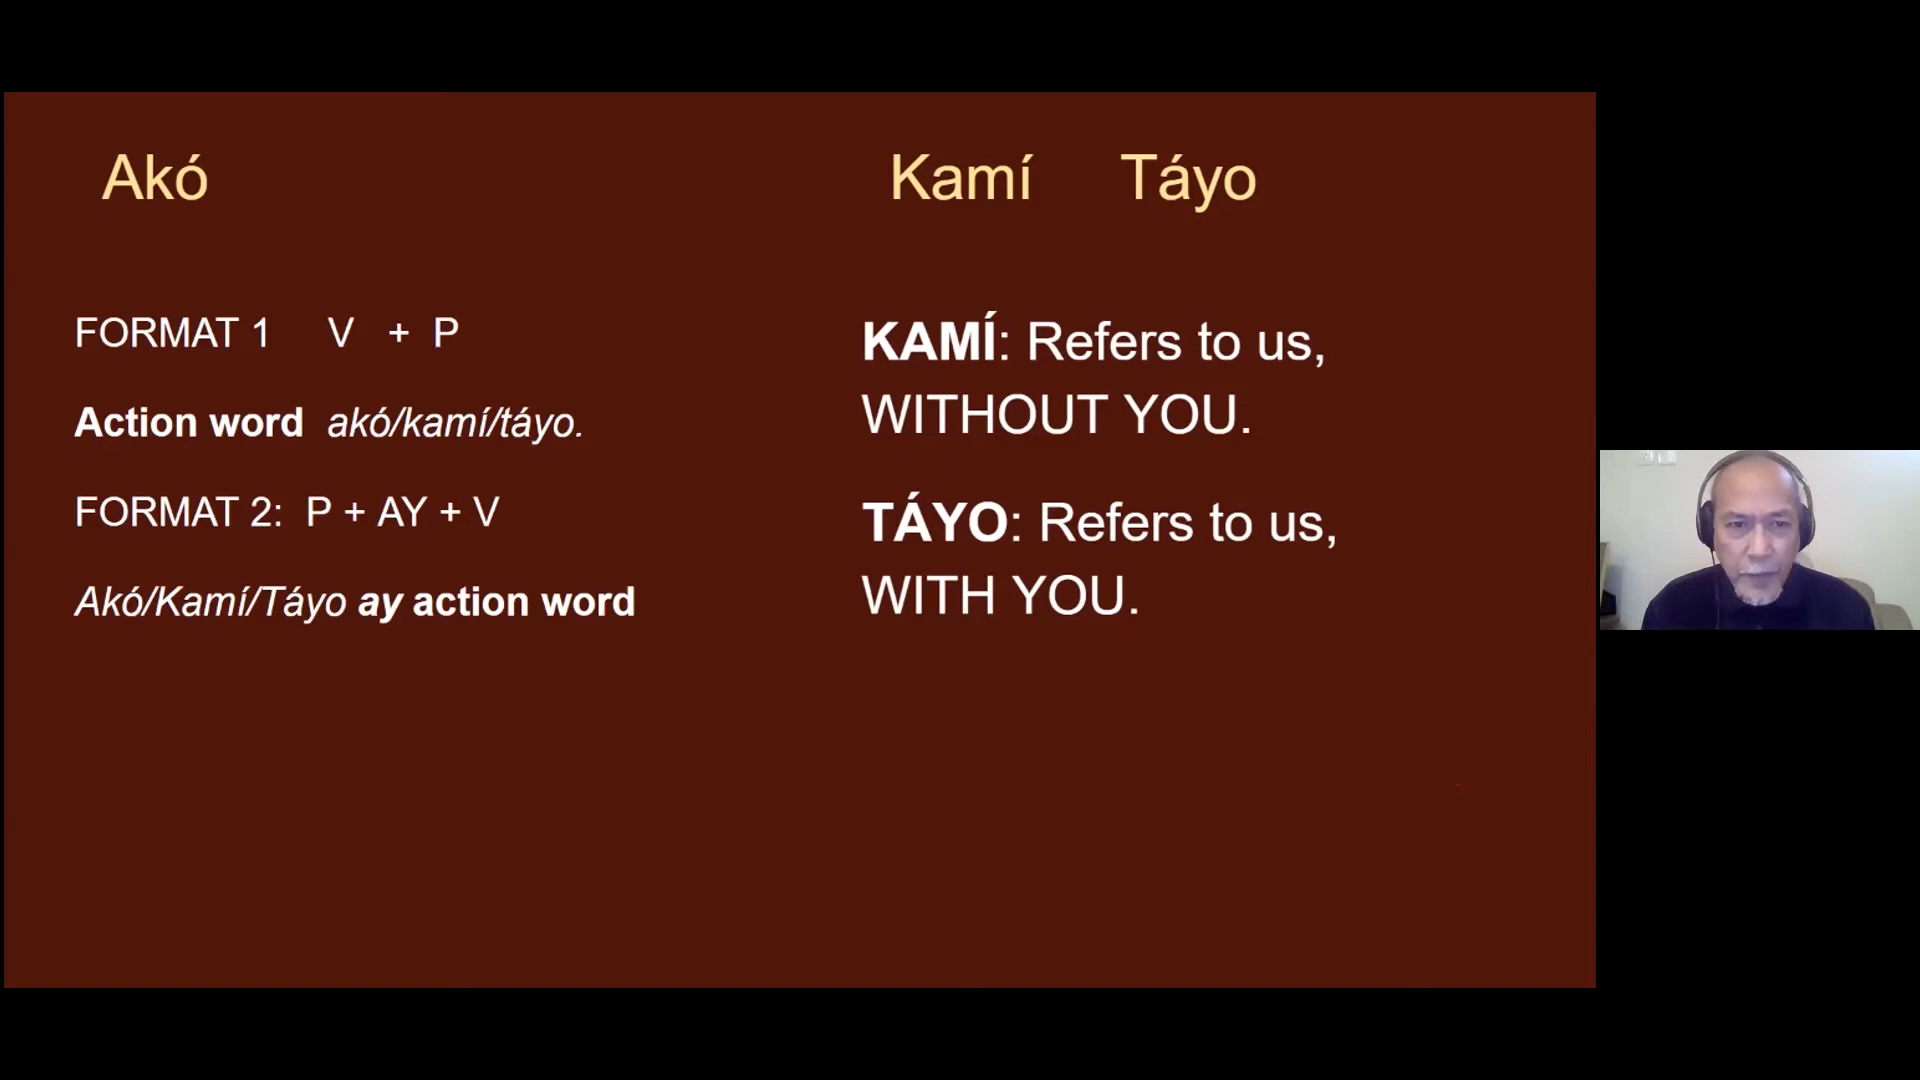 Akó
FORMAT 1 V + P
Action word akó/kamí/táyo.
FORMAT 2: P + AY + V
Akó/Kamí/Táyo ay action word
Kamí Táyo
KAMÍ: Refers to us,
WITHOUT YOU.
TÁYO: Refers to us,
WITH YOU.